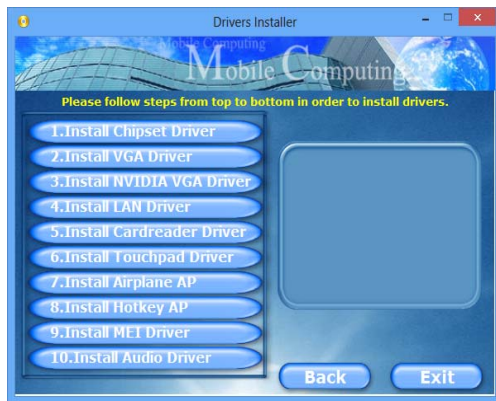 Drivers Installer
Mobile Computing
Mobile Computing
Please follow steps from top to bottom in order to install drivers.
1.Install Chipset Driver
2.Install VGA Driver
3.Install NVIDIA VGA Driver
4.Install LAN Driver
5.Install Cardreader Driver
6.Install Touchpad Driver
7.Install Airplane AP
8.Install Hotkey AP
9.Install MEI Driver
10.Install Audio Driver
Back Exit